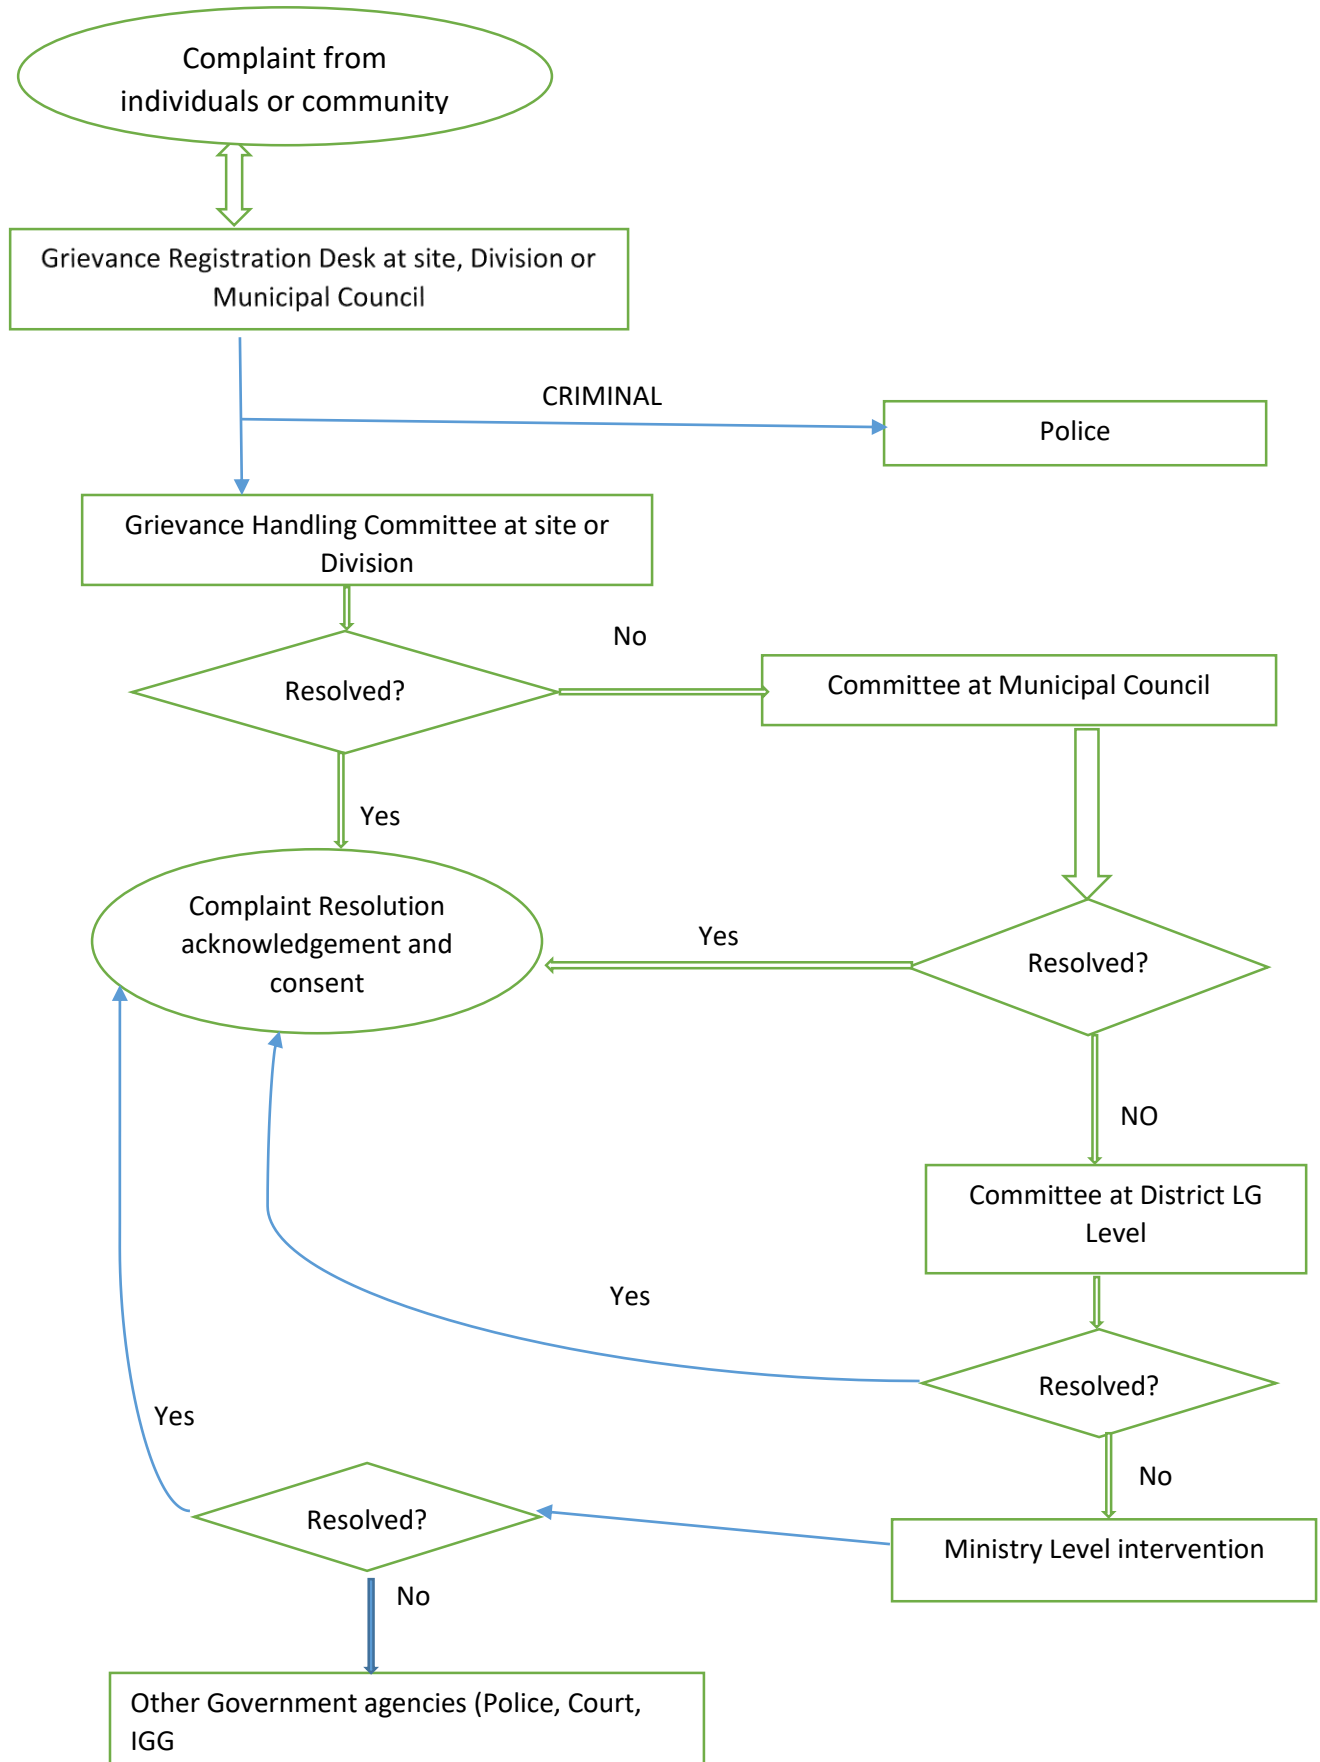 Complaint from
individuals or community
Grievance Registration Desk at site, Division or
Municipal Council
CRIMINAL
Police
Grievance Handling Committee at site or
Division
No
Resolved?
Committee at Municipal Council
Yes
Complaint Resolution
acknowledgement and
consent
Yes
Resolved?
NO
Committee at District LG
Level
Yes
Resolved?
Yes
No
Resolved?
Ministry Level intervention
No
Other Government agencies (Police, Court,
IGG